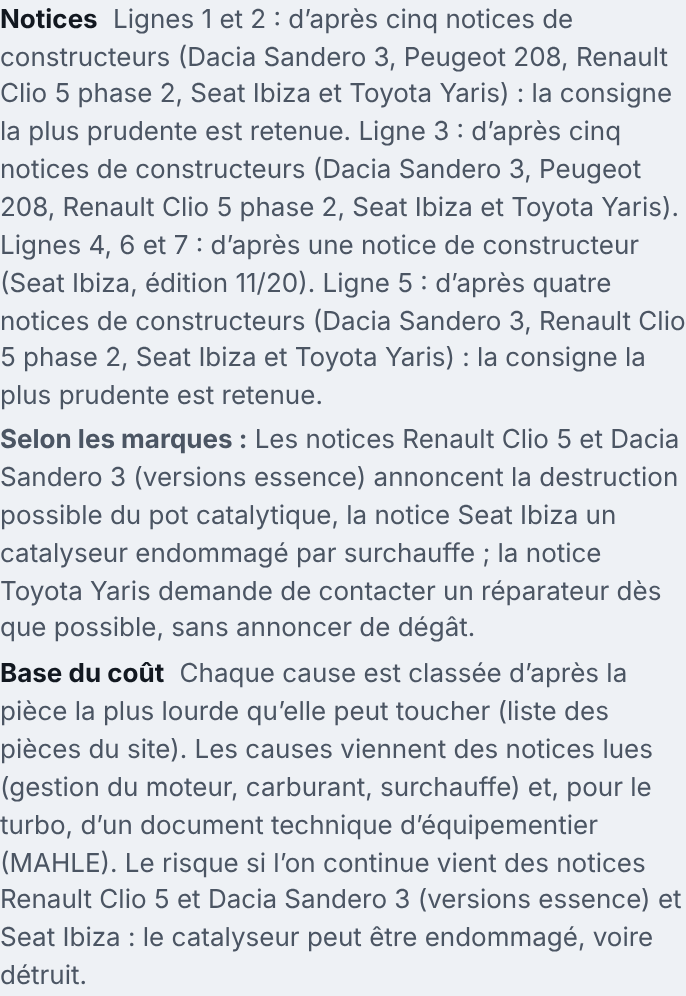 Notices Lignes 1 et 2 : d’après cinq notices de
constructeurs (Dacia Sandero 3, Peugeot 208, Renault
Clio 5 phase 2, Seat Ibiza et Toyota Yaris) : la consigne
la plus prudente est retenue. Ligne 3 : d’après cinq
notices de constructeurs (Dacia Sandero 3, Peugeot
208, Renault Clio 5 phase 2, Seat Ibiza et Toyota Yaris).
Lignes 4, 6 et 7 : d’après une notice de constructeur
(Seat Ibiza, édition 11/20). Ligne 5 : d’après quatre
notices de constructeurs (Dacia Sandero 3, Renault Clio
5 phase 2, Seat Ibiza et Toyota Yaris) : la consigne la
plus prudente est retenue.
Selon les marques : Les notices Renault Clio 5 et Dacia
Sandero 3 (versions essence) annoncent la destruction
possible du pot catalytique, la notice Seat Ibiza un
catalyseur endommagé par surchauffe ; la notice
Toyota Yaris demande de contacter un réparateur dès
que possible, sans annoncer de dégât.
Base du coût Chaque cause est classée d’après la
pièce la plus lourde qu’elle peut toucher (liste des
pièces du site). Les causes viennent des notices lues
(gestion du moteur, carburant, surchauffe) et, pour le
turbo, d’un document technique d’équipementier
(MAHLE). Le risque si l’on continue vient des notices
Renault Clio 5 et Dacia Sandero 3 (versions essence) et
Seat Ibiza : le catalyseur peut être endommagé, voire
détruit.